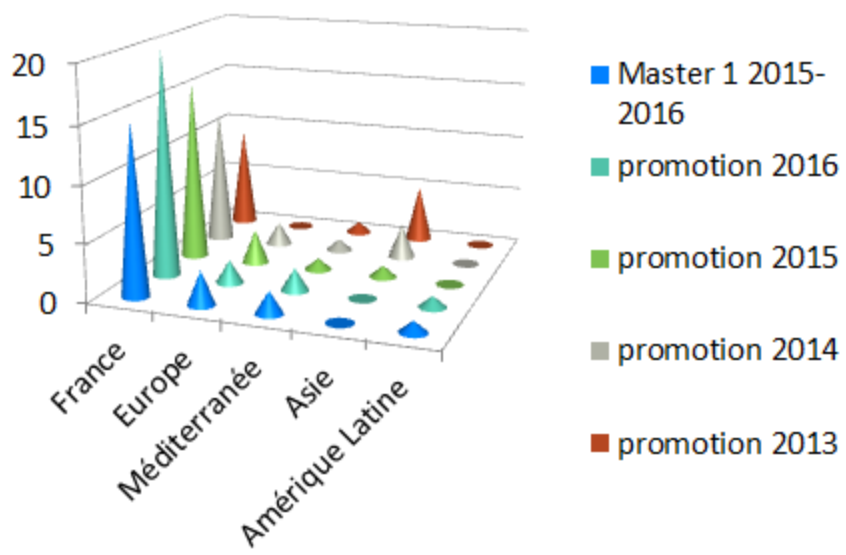 20
15
10
5
0
France
Europe
Méditerranée
Asie
Amérique Latine
Master 1 2015-
2016
promotion 2016
promotion 2015
promotion 2014
promotion 2013